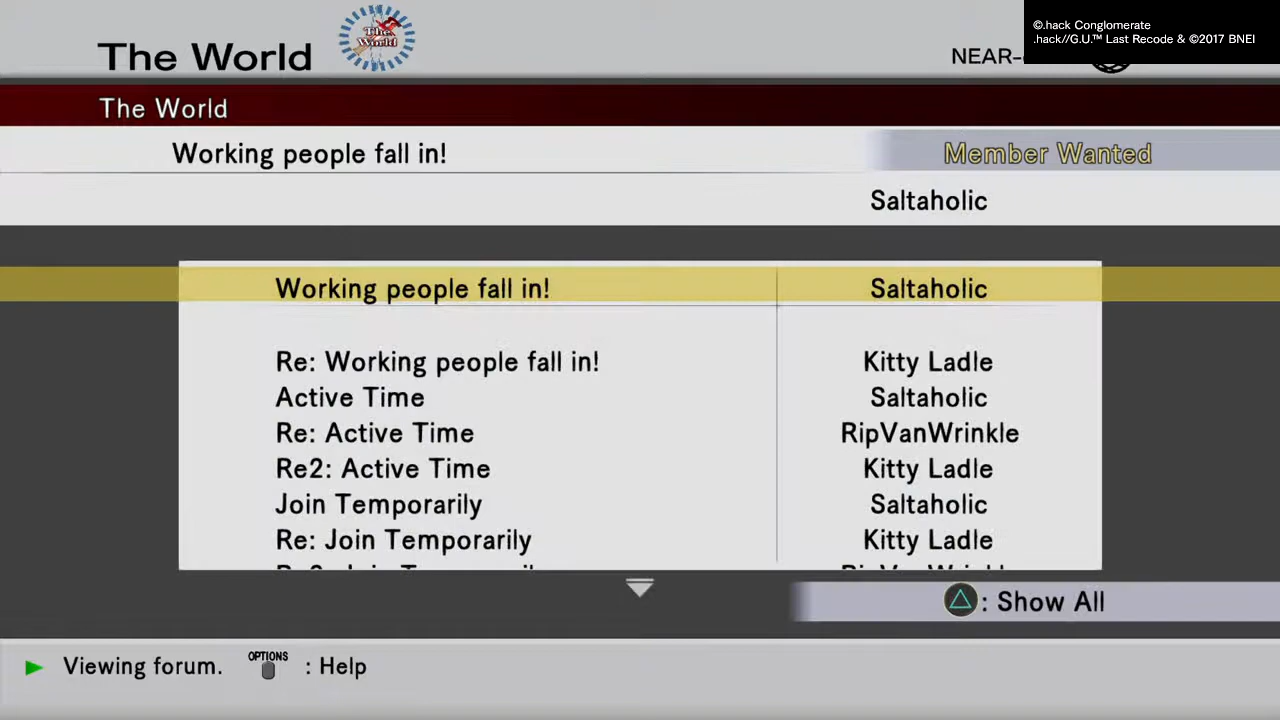 ©.hack Conglomerate
.hack//G.U.™ Last Recode & ©2017 BNEI
The World
The World
NEAR-
The World
Working people fall in!
Member Wanted
Saltaholic
Working people fall in! Saltaholic
Re: Working people fall in! Kitty Ladle
Active Time Saltaholic
Re: Active Time RipVanWrinkle
Re2: Active Time Kitty Ladle
Join Temporarily Saltaholic
Re: Join Temporarily Kitty Ladle
: Show All
Viewing forum. OPTIONS : Help